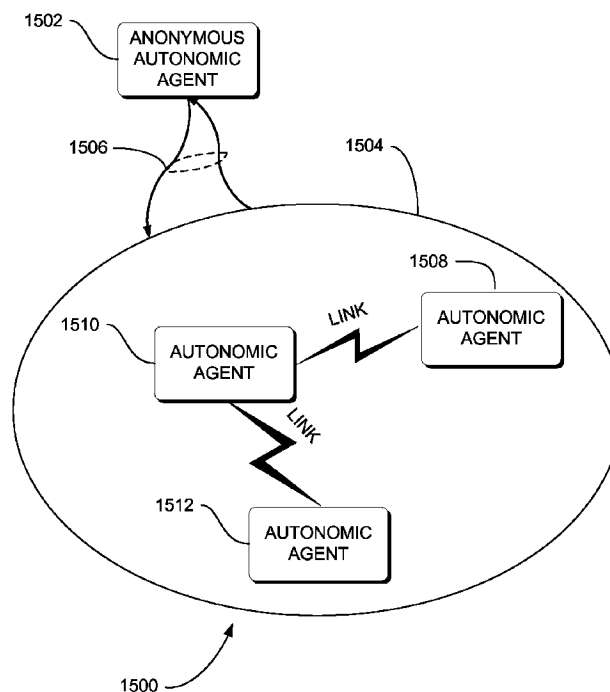 1502
ANONYMOUS
AUTONOMIC
AGENT
1506
1504
1508
AUTONOMIC
AGENT
LINK
1510
AUTONOMIC
AGENT
LINK
1512
AUTONOMIC
AGENT
1500